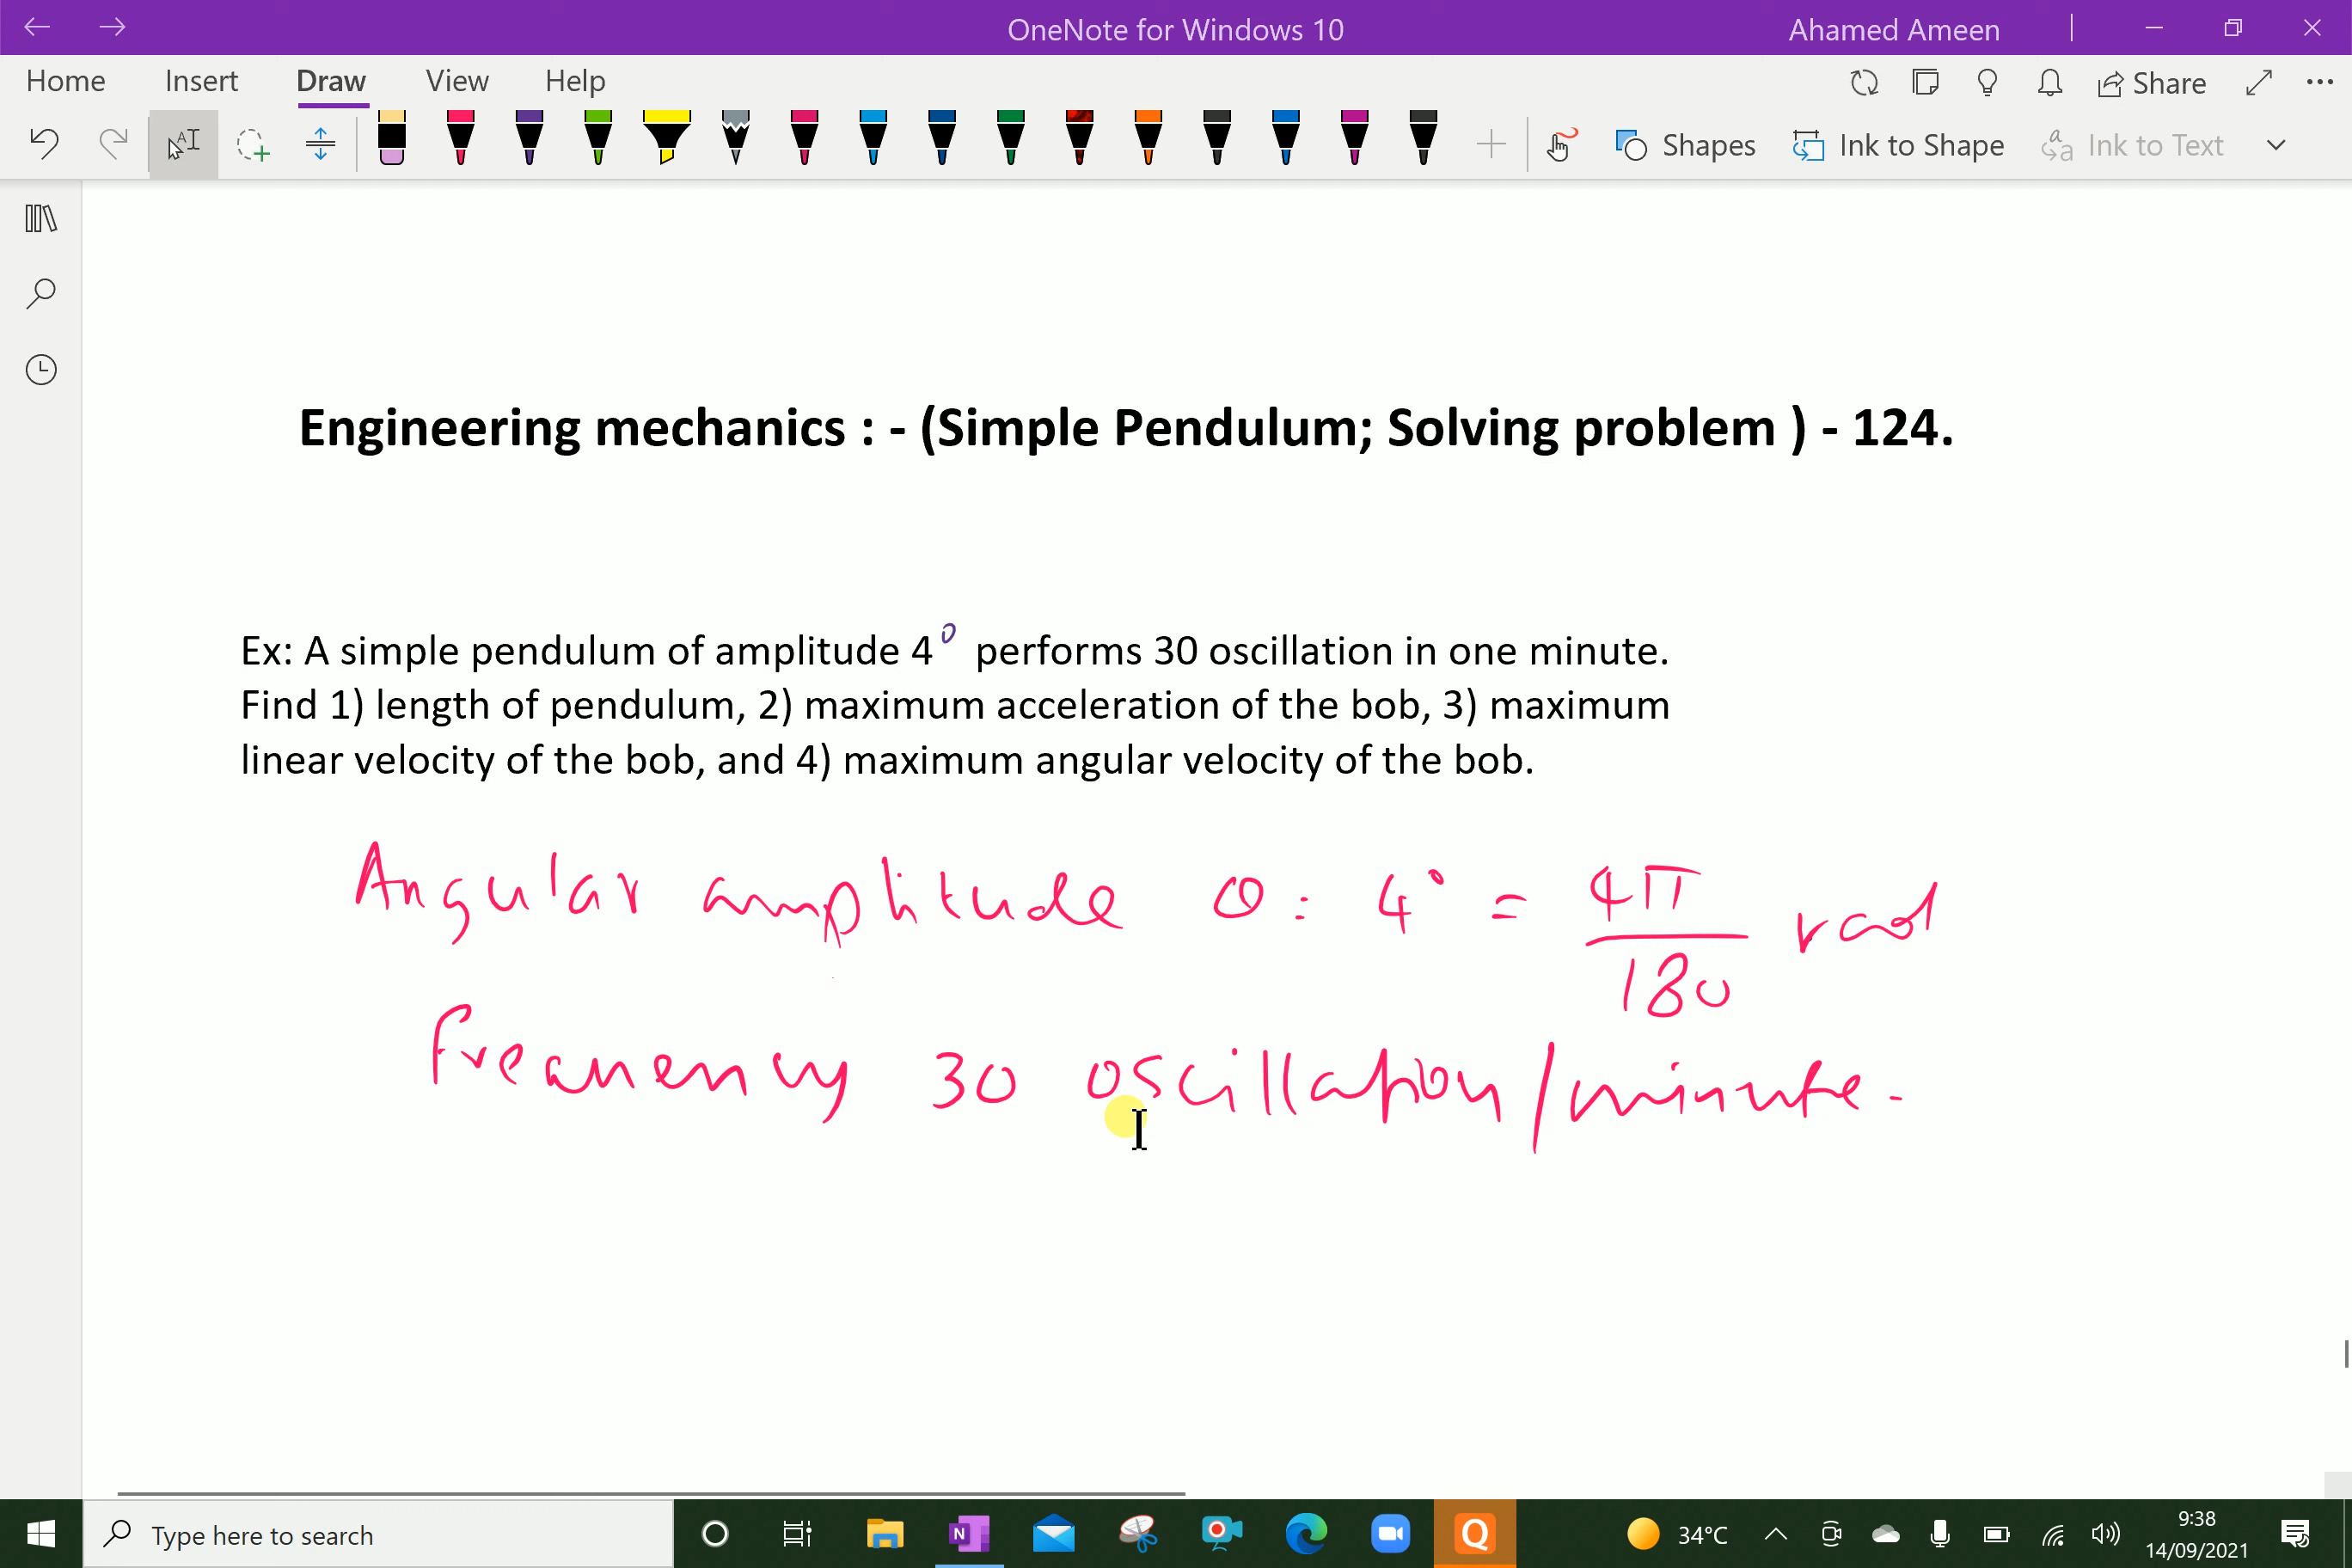 OneNote for Windows 10
Ahamed Ameen
Home Insert Draw View Help
Share
Shapes Ink to Shape Ink to Text
Engineering mechanics : - (Simple Pendulum; Solving problem ) - 124.
Ex: A simple pendulum of amplitude 4° performs 30 oscillation in one minute.
Find 1) length of pendulum, 2) maximum acceleration of the bob, 3) maximum
linear velocity of the bob, and 4) maximum angular velocity of the bob.
Angular amplitude θ = 4° = 4π/180 rad
Frequency 30 oscillation/minute.
Type here to search
34°C
9:38
14/09/2021